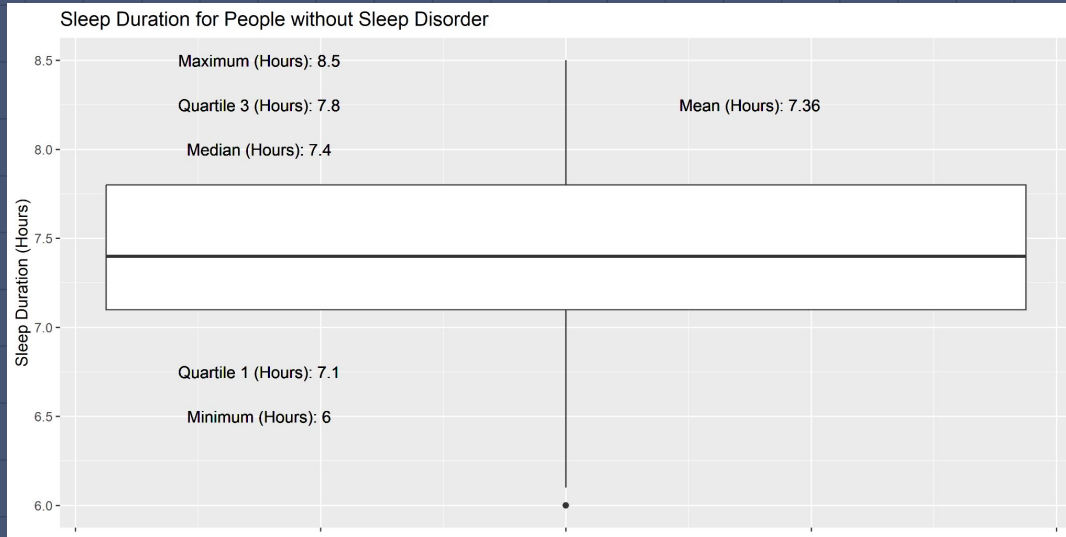 Sleep Duration for People without Sleep Disorder
8.5
Maximum (Hours): 8.5
Quartile 3 (Hours): 7.8
Mean (Hours): 7.36
8.0
Median (Hours): 7.4
Sleep Duration (Hours)
7.5
7.0
Quartile 1 (Hours): 7.1
6.5
Minimum (Hours): 6
6.0